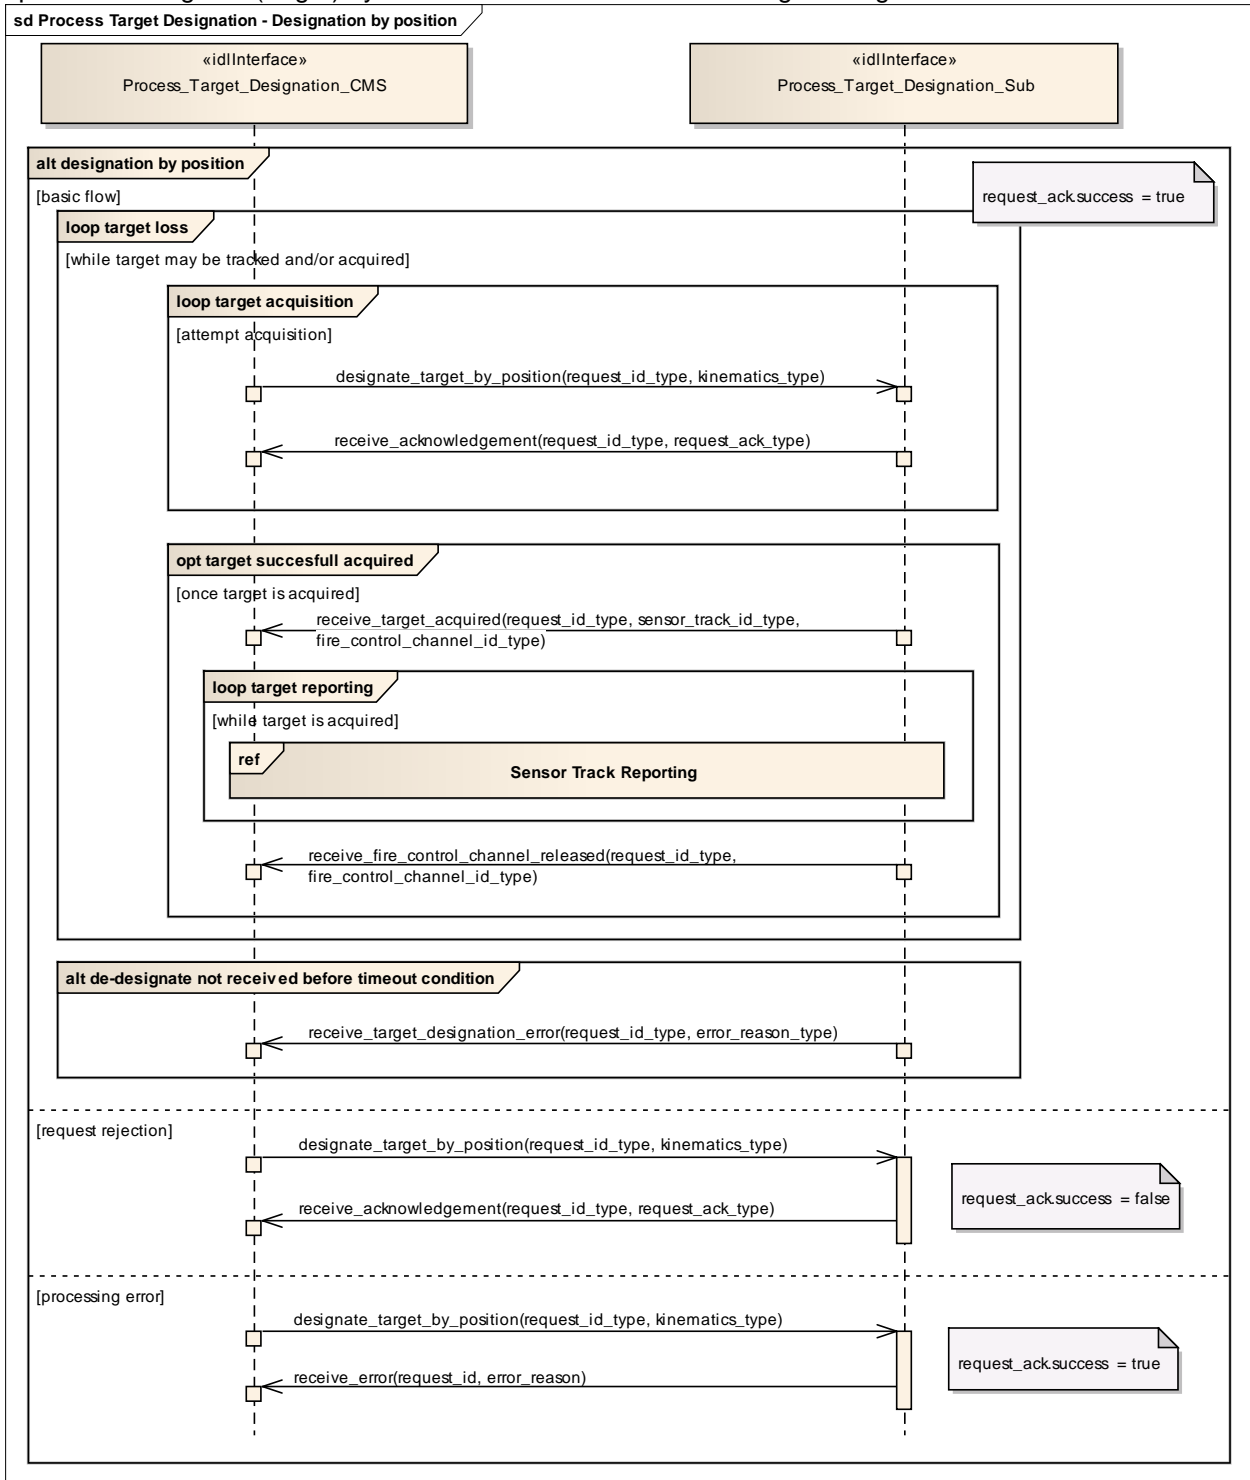 sd Process Target Designation - Designation by position
«idlInterface»
Process_Target_Designation_CMS
«idlInterface»
Process_Target_Designation_Sub
alt designation by position
[basic flow]
request_ack.success = true
loop target loss
[while target may be tracked and/or acquired]
loop target acquisition
[attempt acquisition]
designate_target_by_position(request_id_type, kinematics_type)
receive_acknowledgement(request_id_type, request_ack_type)
opt target succesfull acquired
[once target is acquired]
receive_target_acquired(request_id_type, sensor_track_id_type,
fire_control_channel_id_type)
loop target reporting
[while target is acquired]
ref
Sensor Track Reporting
receive_fire_control_channel_released(request_id_type,
fire_control_channel_id_type)
alt de-designate not received before timeout condition
receive_target_designation_error(request_id_type, error_reason_type)
[request rejection]
designate_target_by_position(request_id_type, kinematics_type)
request_ack.success = false
receive_acknowledgement(request_id_type, request_ack_type)
[processing error]
designate_target_by_position(request_id_type, kinematics_type)
request_ack.success = true
receive_error(request_id, error_reason)